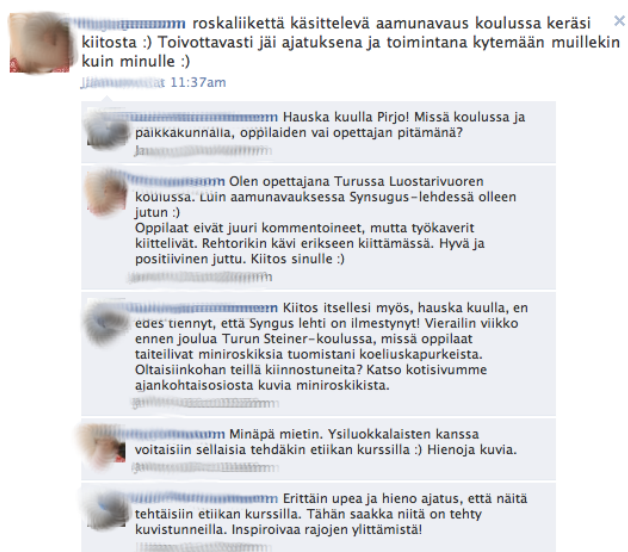 roskaliikettä käsittelevä aamunavaus koulussa keräsi
kiitosta :) Toivottavasti jäi ajatuksena ja toimintana kytemään muillekin
kuin minulle :)
at 11:37am
Hauska kuulla Pirjo! Missä koulussa ja
paikkakunnalla, oppilaiden vai opettajan pitämänä?
Olen opettajana Turussa Luostarivuoren
koulussa. Luin aamunavauksessa Synsugus-lehdessä olleen
jutun :)
Oppilaat eivät juuri kommentoineet, mutta työkaverit
kiittelivät. Rehtorikin kävi erikseen kiittämässä. Hyvä ja
positiivinen juttu. Kiitos sinulle :)
Kiitos itsellesi myös, hauska kuulla, en
edes tiennyt, että Syngus lehti on ilmestynyt! Vierailin viikko
ennen joulua Turun Steiner-koulussa, missä oppilaat
taiteilivat miniroskiksia tuomistani koeliuskapurkeista.
Oltaisiinkohan teillä kiinnostuneita? Katso kotisivumme
ajankohtaisosiosta kuvia miniroskikista.
Minäpä mietin. Ysiluokkalaisten kanssa
voitaisiin sellaisia tehdäkin etiikan kurssilla :) Hienoja kuvia.
Erittäin upea ja hieno ajatus, että näitä
tehtäisiin etiikan kurssilla. Tähän saakka niitä on tehty
kuvistunneilla. Inspiroivaa rajojen ylittämistä!